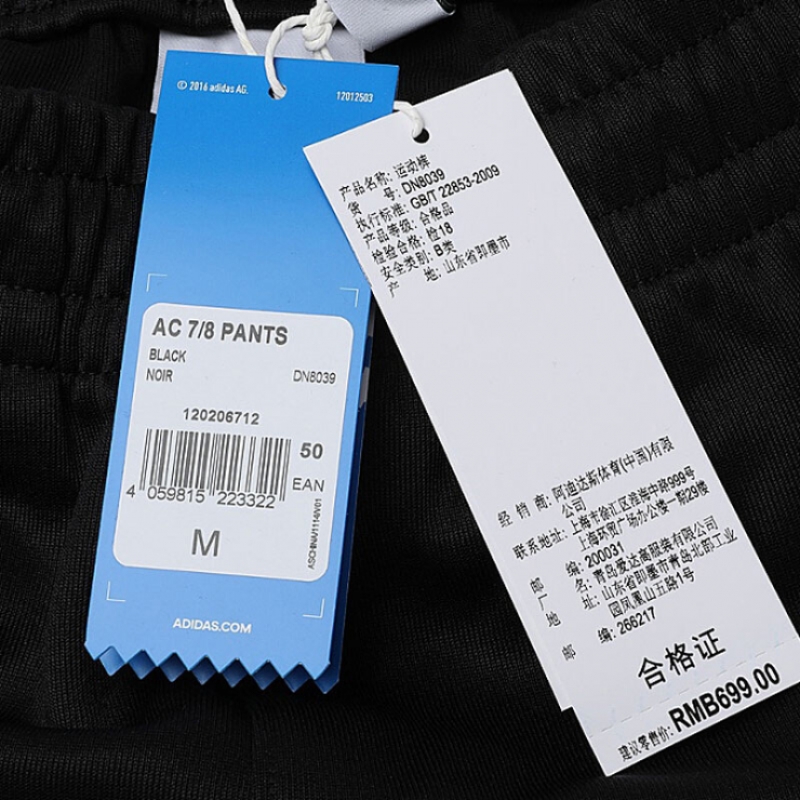 © 2016 adidas AG.
12012503
AC 7/8 PANTS
BLACK
NOIR
DN8039
120206712
50
EAN
4 059815 223322
M
ASCHINA/1114/W01
ADIDAS.COM
产品名称: 运动裤
货 号: DN8039
执行标准: GB/T 22853-2009
产品等级: 合格品
检验合格: 检18
安全类别: B类
产 地: 山东省即墨市
经 销 商: 阿迪达斯体育(中国)有限
公司
联系地址: 上海市徐汇区淮海中路999号
上海环贸广场办公楼一期29楼
邮 编: 200031
厂 名: 青岛爱达高服装有限公司
地 址: 山东省即墨市青岛北部工业
园凤凰山五路1号
邮 编: 266217
合格证
建议零售价: RMB699.00